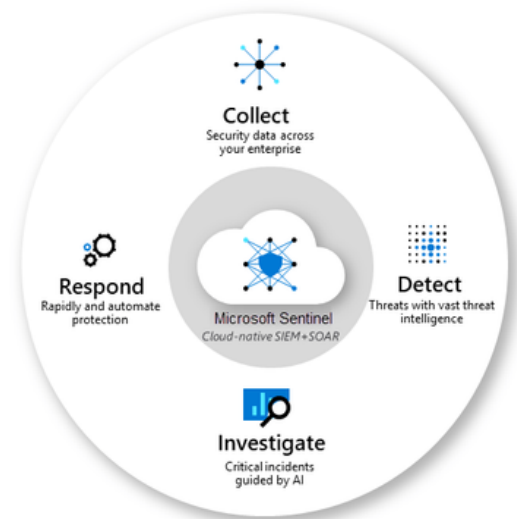 Collect
Security data across
your enterprise
Respond
Rapidly and automate
protection
Microsoft Sentinel
Cloud-native SIEM+SOAR
Detect
Threats with vast threat
intelligence
Investigate
Critical incidents
guided by AI